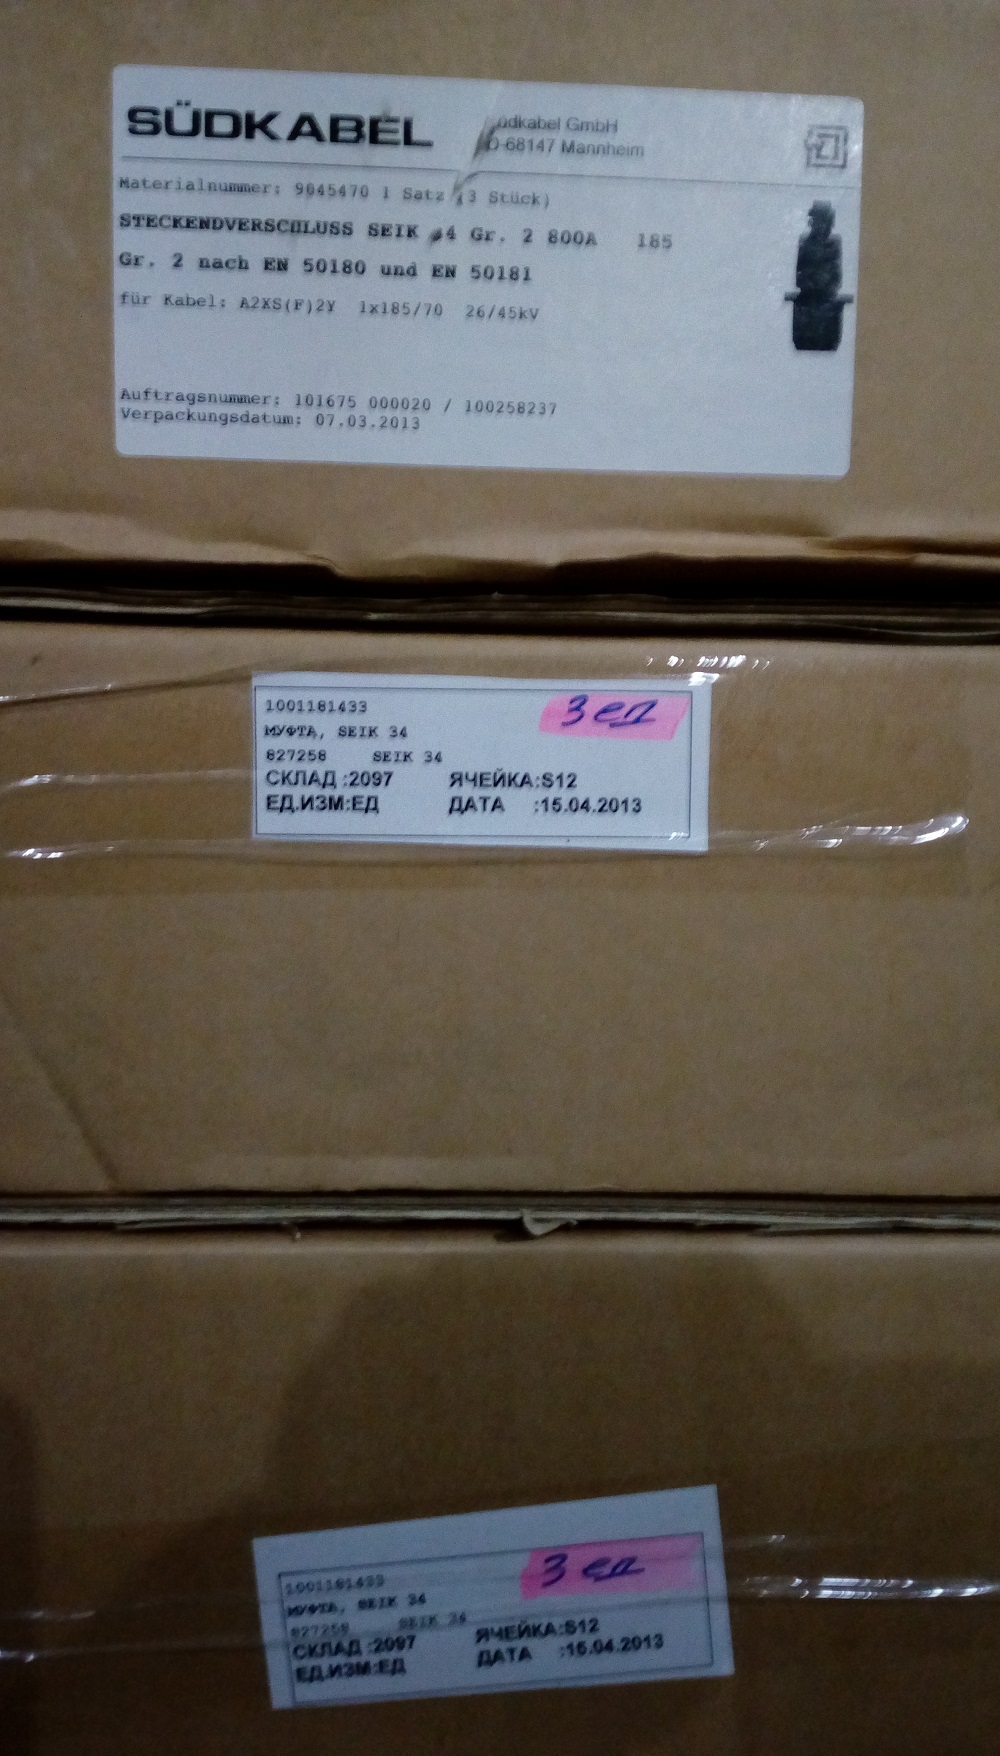 SÜDKABEL
üdkabel GmbH
D-68147 Mannheim
Materialnummer: 9045470 1 Satz (3 Stück)
STECKENDVERSCHLUSS SEIK 34 Gr. 2 800A 185
Gr. 2 nach EN 50180 und EN 50181
für Kabel: A2XS(F)2Y 1x185/70 26/45kV
Auftragsnummer: 101675 000020 / 100258237
Verpackungsdatum: 07.03.2013
1001181433
3 ед
МУФТА, SEIK 34
827258 SEIK 34
СКЛАД :2097 ЯЧЕЙКА:S12
ЕД.ИЗМ:ЕД ДАТА :15.04.2013
1001181433
3 ед
МУФТА, SEIK 34
827258 SEIK 34
СКЛАД :2097 ЯЧЕЙКА:S12
ЕД.ИЗМ:ЕД ДАТА :15.04.2013